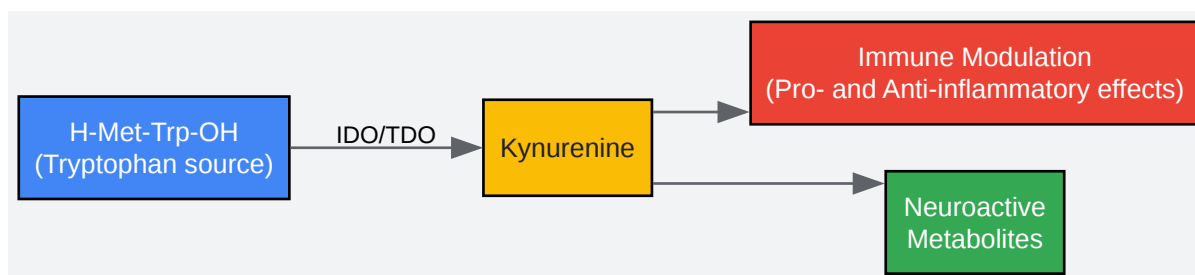 H-Met-Trp-OH
(Tryptophan source)
IDO/TDO
Kynurenine
Immune Modulation
(Pro- and Anti-inflammatory effects)
Neuroactive
Metabolites